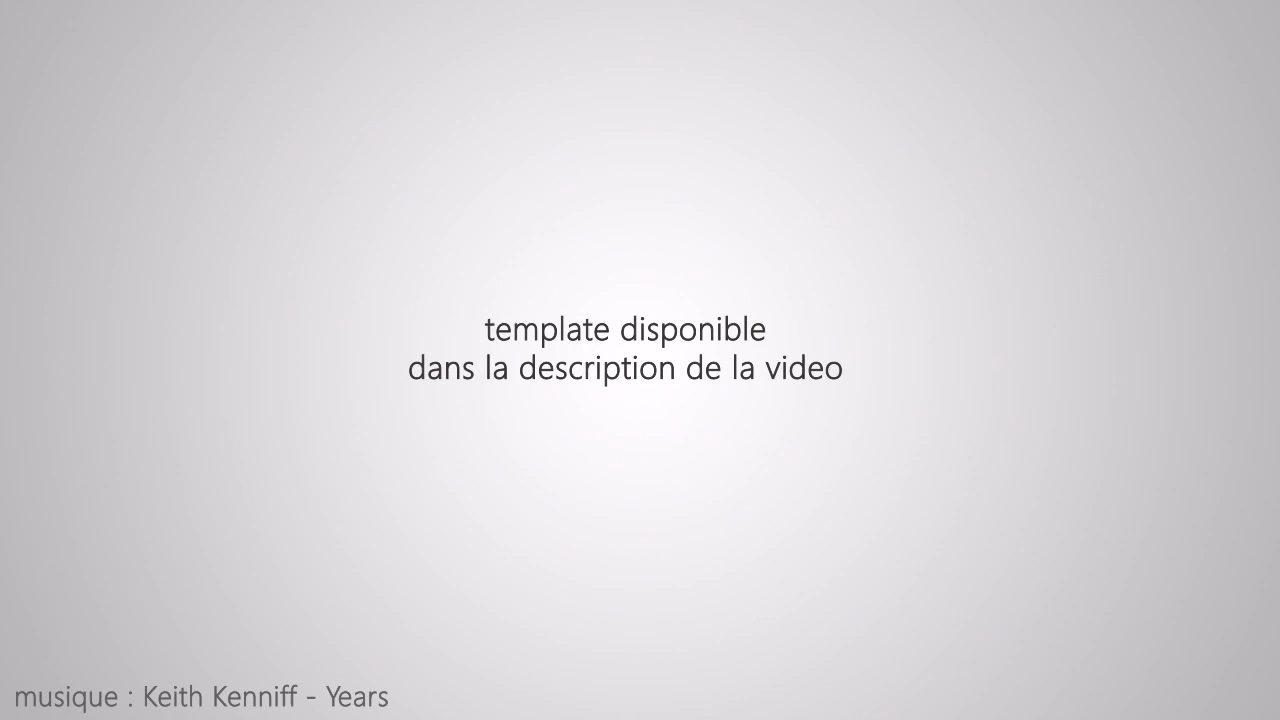 template disponible
dans la description de la video
musique : Keith Kenniff - Years